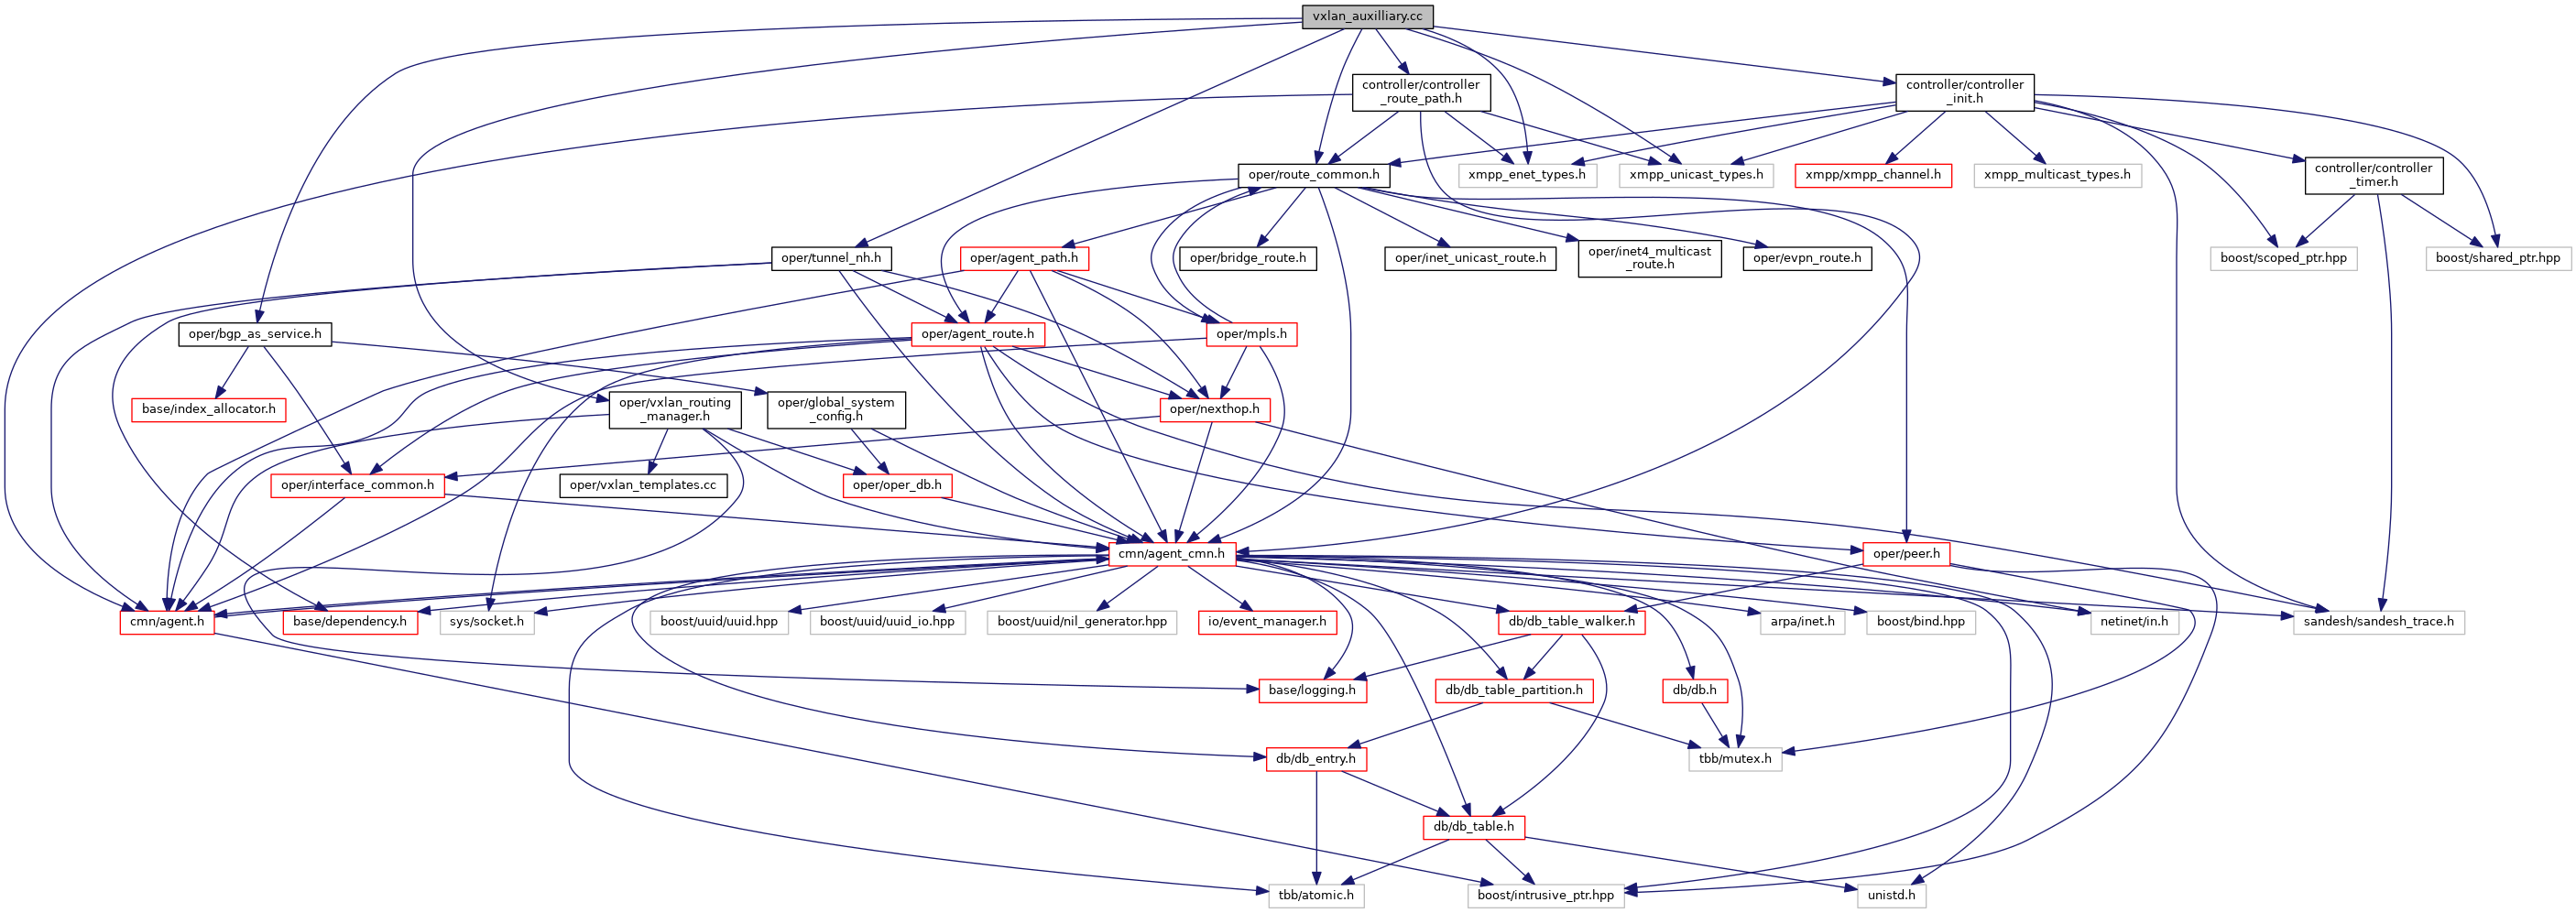 vxlan_auxilliary.cc
controller/controller
_route_path.h
controller/controller
_init.h
oper/route_common.h
xmpp_enet_types.h
xmpp_unicast_types.h
xmpp/xmpp_channel.h
xmpp_multicast_types.h
controller/controller
_timer.h
oper/tunnel_nh.h
oper/agent_path.h
oper/bridge_route.h
oper/inet_unicast_route.h
oper/inet4_multicast
_route.h
oper/evpn_route.h
boost/scoped_ptr.hpp
boost/shared_ptr.hpp
oper/bgp_as_service.h
oper/agent_route.h
oper/mpls.h
base/index_allocator.h
oper/vxlan_routing
_manager.h
oper/global_system
_config.h
oper/nexthop.h
oper/interface_common.h
oper/vxlan_templates.cc
oper/oper_db.h
cmn/agent_cmn.h
oper/peer.h
cmn/agent.h
base/dependency.h
sys/socket.h
boost/uuid/uuid.hpp
boost/uuid/uuid_io.hpp
boost/uuid/nil_generator.hpp
io/event_manager.h
db/db_table_walker.h
arpa/inet.h
boost/bind.hpp
netinet/in.h
sandesh/sandesh_trace.h
base/logging.h
db/db_table_partition.h
db/db.h
db/db_entry.h
tbb/mutex.h
db/db_table.h
tbb/atomic.h
boost/intrusive_ptr.hpp
unistd.h